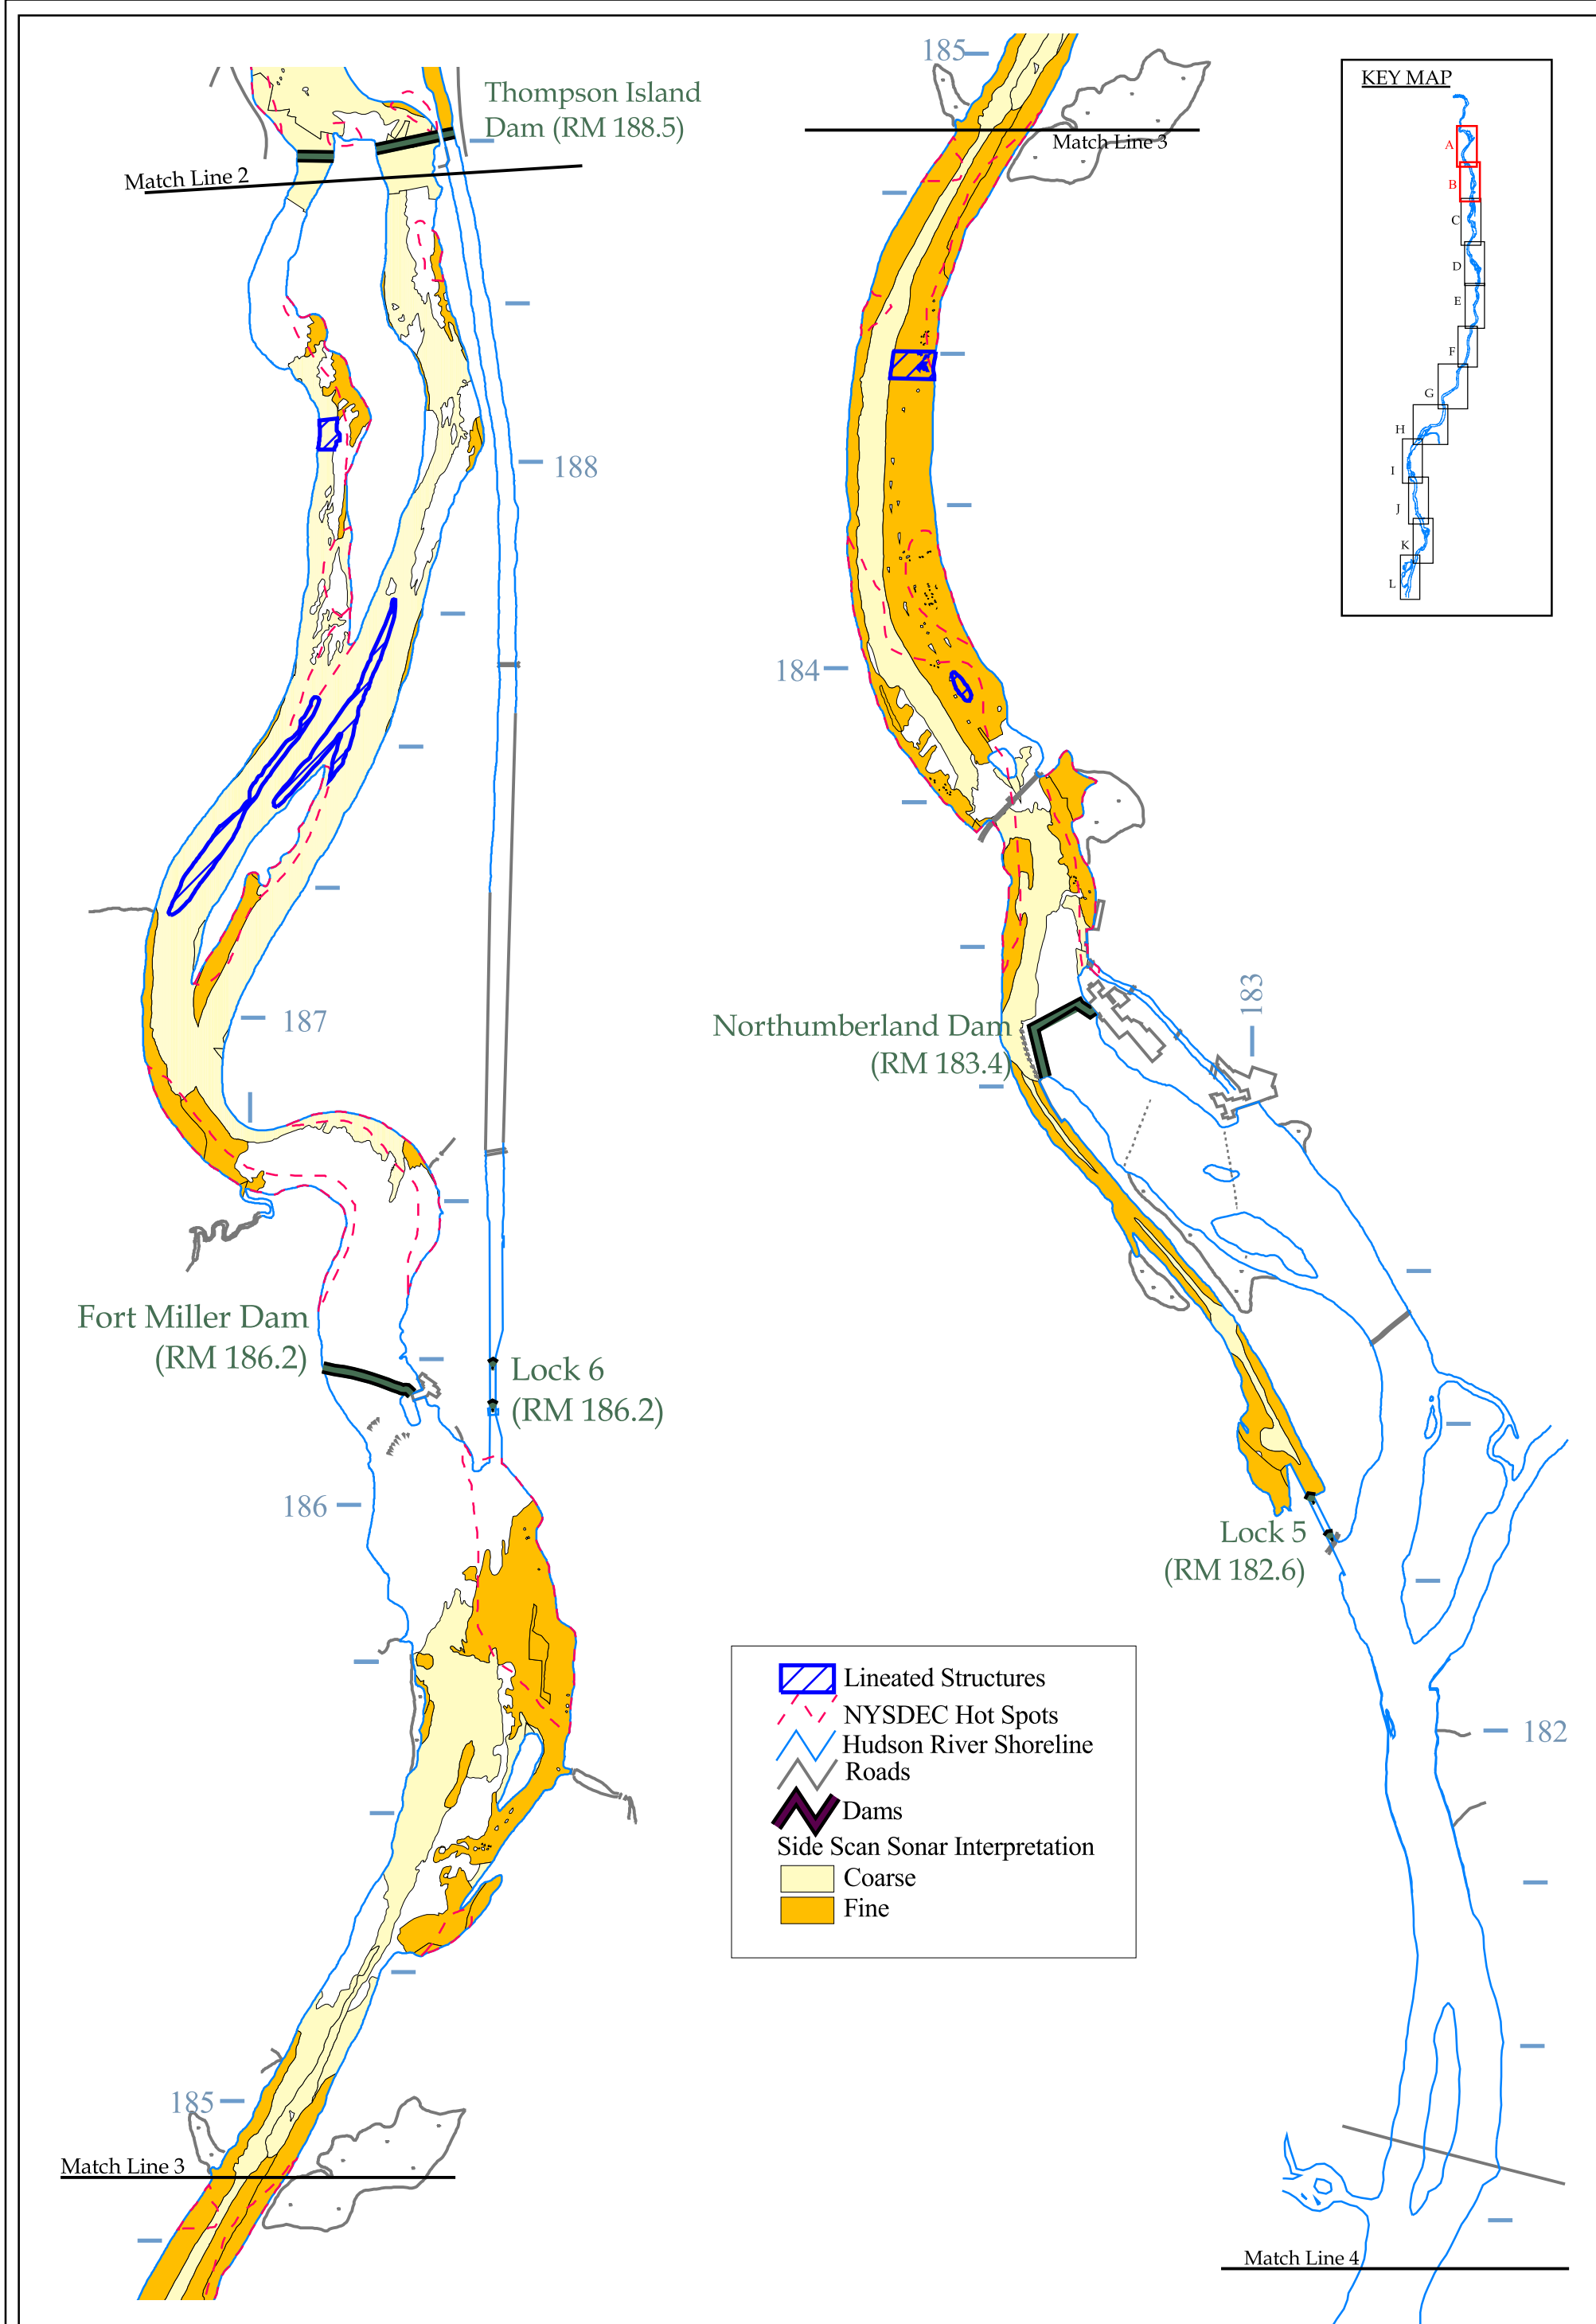 Thompson Island
Dam (RM 188.5)
Match Line 2
188
187
Fort Miller Dam
(RM 186.2)
Lock 6
(RM 186.2)
186
185
Match Line 3
185
Match Line 3
184
Northumberland Dam
(RM 183.4)
183
Lock 5
(RM 182.6)
182
Match Line 4
KEY MAP
A
B
C
D
E
F
G
H
I
J
K
L
Lineated Structures
NYSDEC Hot Spots
Hudson River Shoreline
Roads
Dams
Side Scan Sonar Interpretation
Coarse
Fine